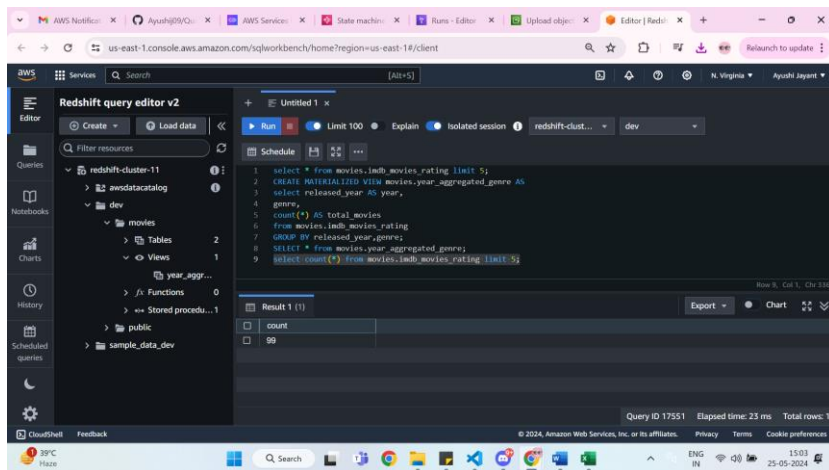 AWS Notificat
Ayushij09/Qu
AWS Services
State machin
Runs - Editor
Upload object
Editor | Redsh
us-east-1.console.aws.amazon.com/sqlworkbench/home?region=us-east-1#/client
Relaunch to update
aws
Services
Search
[Alt+S]
N. Virginia
Ayushi Jayant
Editor
Queries
Notebooks
Charts
History
Scheduled
queries
Redshift query editor v2
Create
Load data
Filter resources
redshift-cluster-11
awsdatacatalog
dev
movies
Tables 2
Views 1
year_aggr...
Functions 0
Stored procedu... 1
public
sample_data_dev
Untitled 1
Run
Limit 100
Explain
Isolated session
redshift-clust...
dev
Schedule
1 select * from movies.imdb_movies_rating limit 5;
2 CREATE MATERIALIZED VIEW movies.year_aggregated_genre AS
3 select released_year AS year,
4 genre,
5 count(*) AS total_movies
6 from movies.imdb_movies_rating
7 GROUP BY released_year,genre;
8 SELECT * from movies.year_aggregated_genre;
9 select count(*) from movies.imdb_movies_rating limit 5;
Row 9, Col 1, Chr 336
Result 1 (1)
Export
Chart
count
99
Query ID 17551 Elapsed time: 23 ms Total rows: 1
CloudShell Feedback
© 2024, Amazon Web Services, Inc. or its affiliates. Privacy Terms Cookie preferences
39°C
Haze
Search
ENG
IN
15:03
25-05-2024